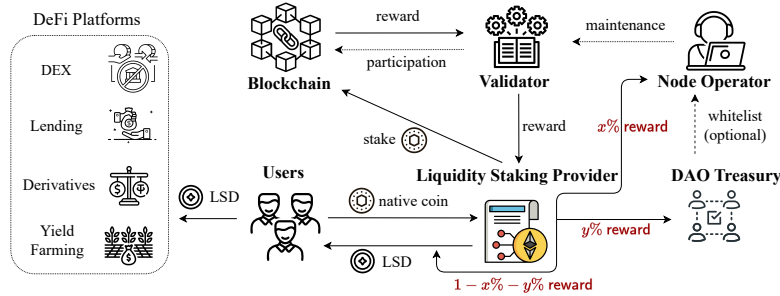 DeFi Platforms
DEX
Lending
Derivatives
Yield
Farming
reward
participation
maintenance
Blockchain
Validator
Node Operator
stake
reward
x% reward
whitelist
(optional)
Users
Liquidity Staking Provider
DAO Treasury
LSD
native coin
LSD
y% reward
1 − x% − y% reward